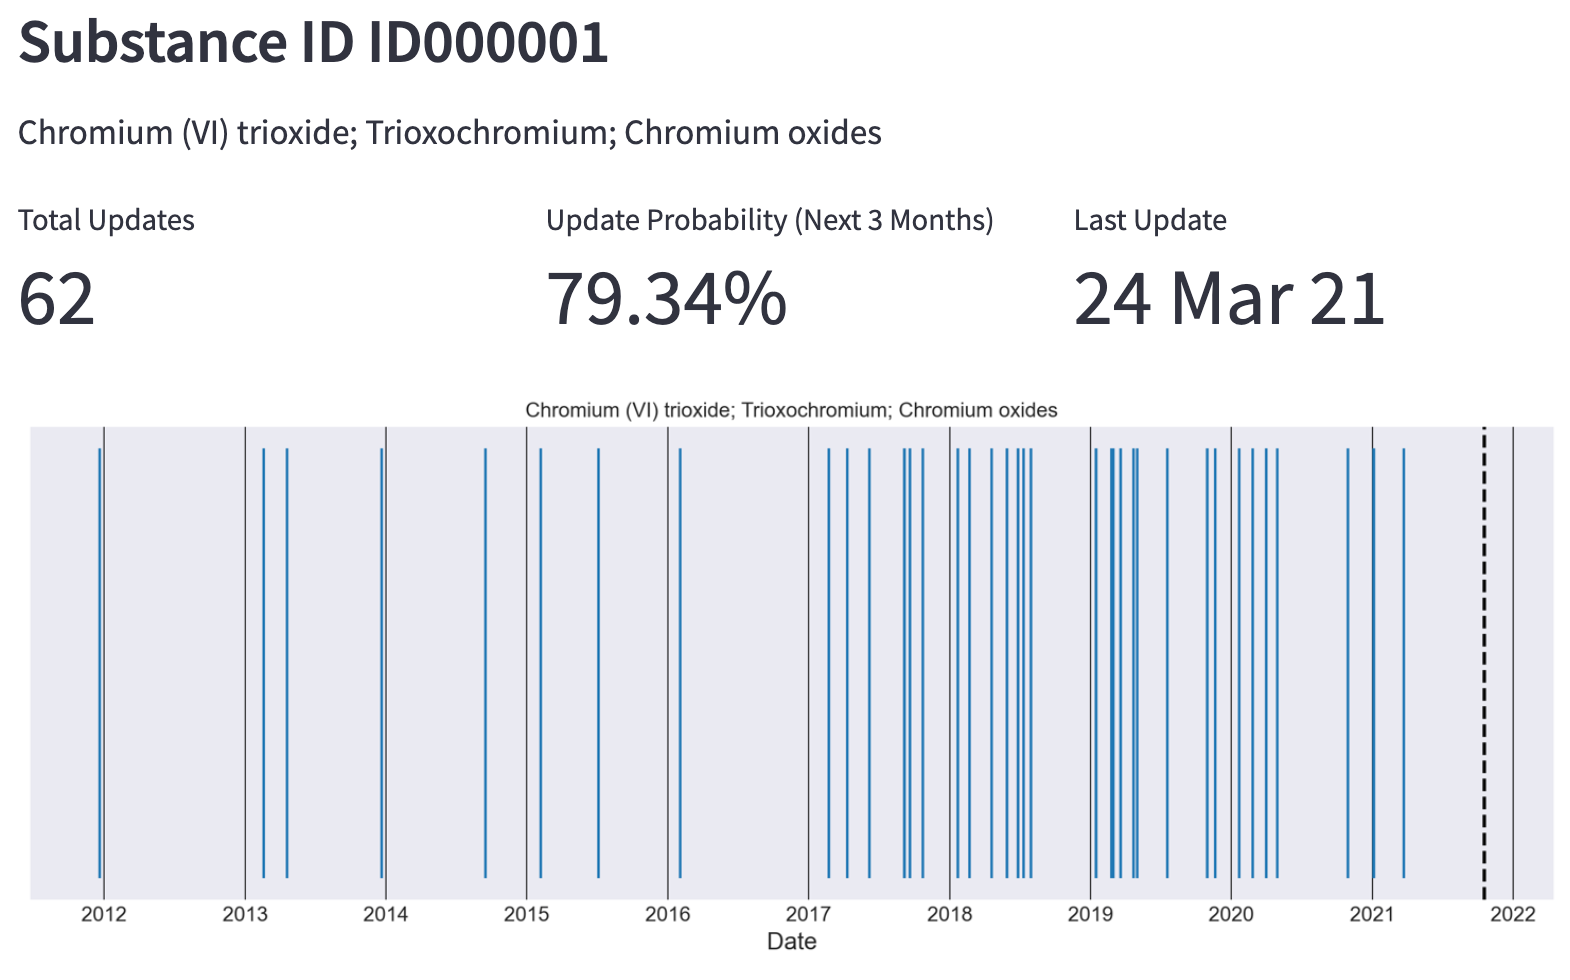 Substance ID ID000001
Chromium (VI) trioxide; Trioxochromium; Chromium oxides
Total Updates
62
Update Probability (Next 3 Months)
79.34%
Last Update
24 Mar 21
Chromium (VI) trioxide; Trioxochromium; Chromium oxides
2012 2013 2014 2015 2016 2017 2018 2019 2020 2021 2022
Date